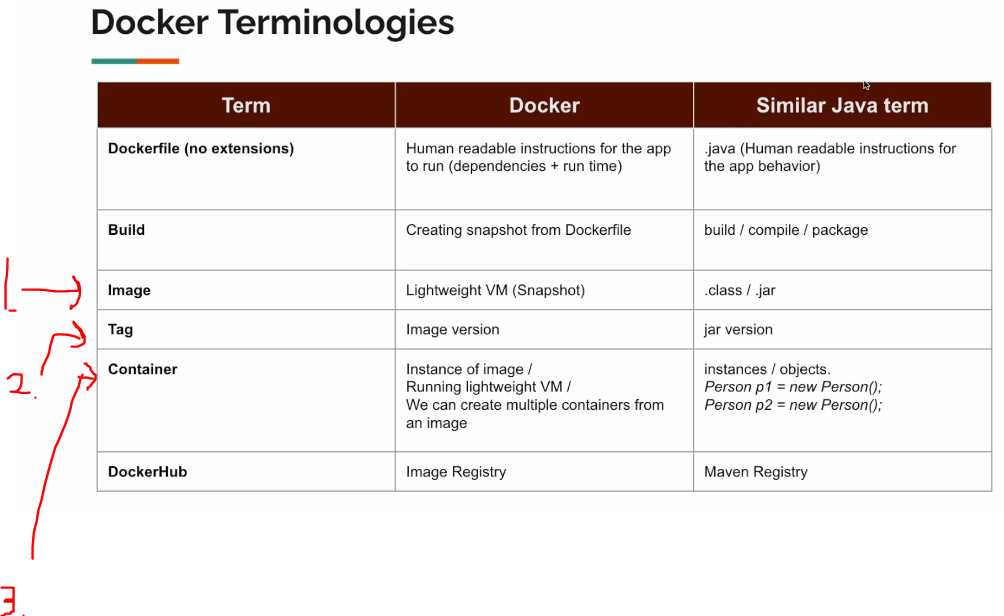 Docker Terminologies
Term Docker Similar Java term
Dockerfile (no extensions)
Human readable instructions for the app
to run (dependencies + run time)
.java (Human readable instructions for
the app behavior)
Build
Creating snapshot from Dockerfile
build / compile / package
1.
Image
Lightweight VM (Snapshot)
.class / .jar
2.
Tag
Image version
jar version
3.
Container
Instance of image /
Running lightweight VM /
We can create multiple containers from
an image
instances / objects.
Person p1 = new Person();
Person p2 = new Person();
DockerHub
Image Registry
Maven Registry